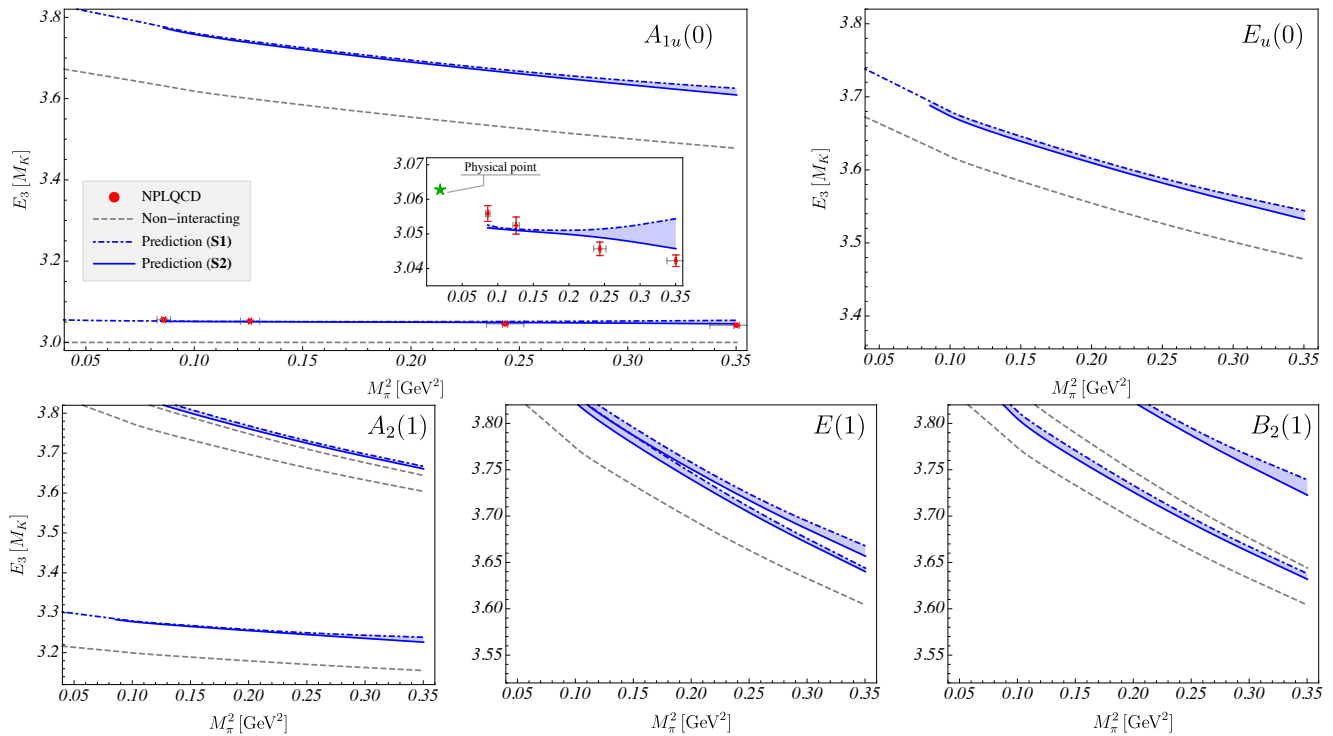 A₁ᵤ(0)
E₃ [M_K]
3.8
3.6
3.4
3.2
3.0
NPLQCD
Non−interacting
Prediction (S1)
Prediction (S2)
3.07
3.06
3.05
3.04
Physical point
0.05 0.1 0.15 0.2 0.25 0.3 0.35
0.05 0.10 0.15 0.20 0.25 0.30 0.35
M_π² [GeV²]
E_u(0)
E₃ [M_K]
3.8
3.7
3.6
3.5
3.4
0.05 0.10 0.15 0.20 0.25 0.30 0.35
M_π² [GeV²]
A₂(1)
E₃ [M_K]
3.8
3.7
3.6
3.5
3.4
3.3
3.2
0.05 0.10 0.15 0.20 0.25 0.30 0.35
M_π² [GeV²]
E(1)
3.80
3.75
3.70
3.65
3.60
3.55
0.05 0.10 0.15 0.20 0.25 0.30 0.35
M_π² [GeV²]
B₂(1)
3.80
3.75
3.70
3.65
3.60
3.55
0.05 0.10 0.15 0.20 0.25 0.30 0.35
M_π² [GeV²]